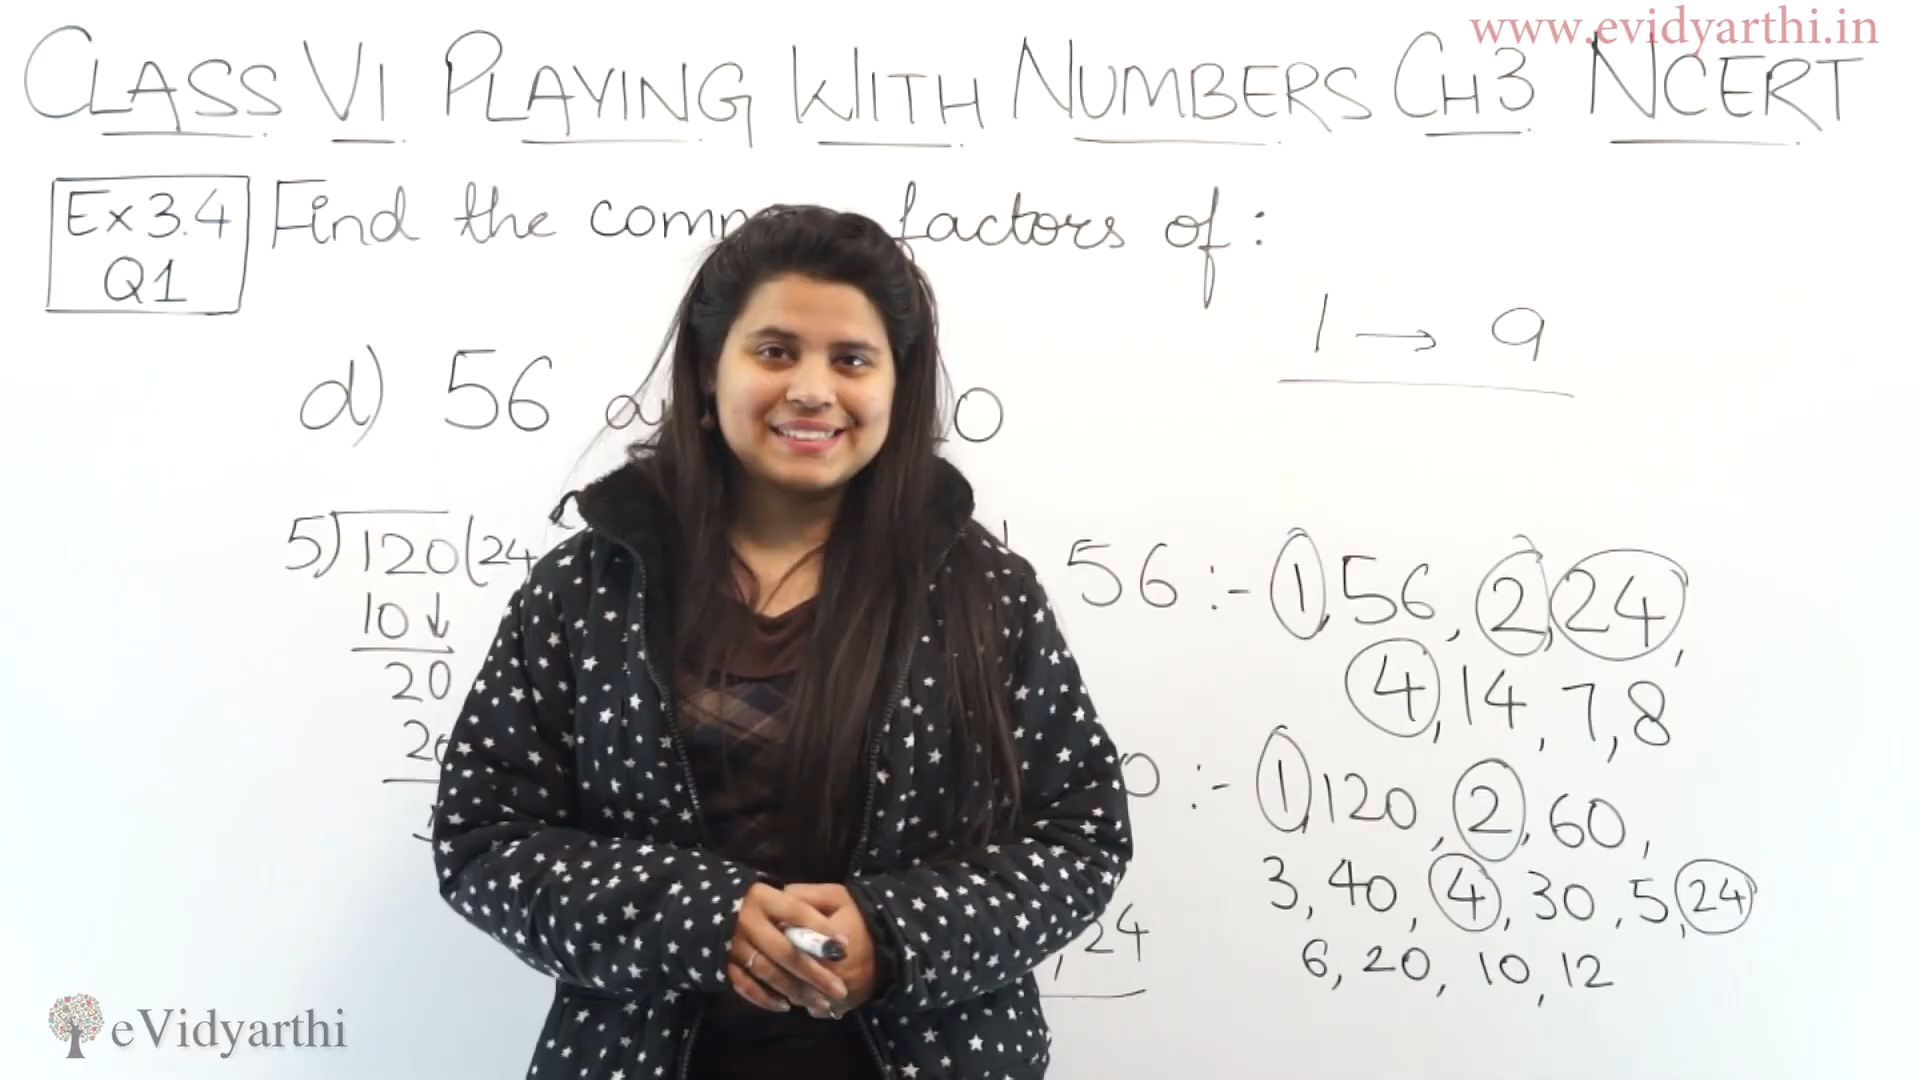 www.evidyarthi.in
CLASS VI PLAYING WITH NUMBERS CH3 NCERT
Ex 3.4
Q1
Find the factors of :
1 → 9
d) 56
5) 120 (24
10↓
20
56 :- 1, 56, 2, 24,
4, 14, 7, 8
:- 1, 120, 2, 60,
3, 40, 4, 30, 5, 24
6, 20, 10, 12
, 24
eVidyarthi